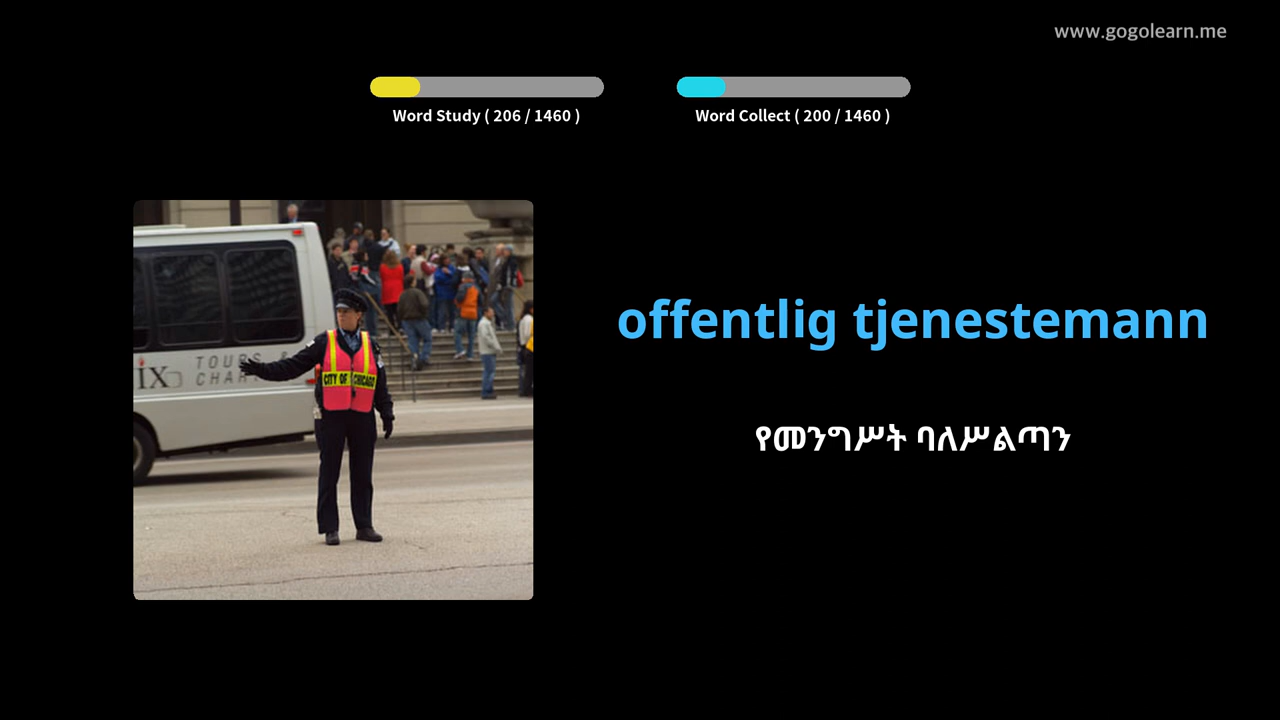 www.gogolearn.me
Word Study ( 206 / 1460 )
Word Collect ( 200 / 1460 )
offentlig tjenestemann
የመንግሥት ባለሥልጣን
IX
TOURS &
CHAR
CITY OF CHICAGO